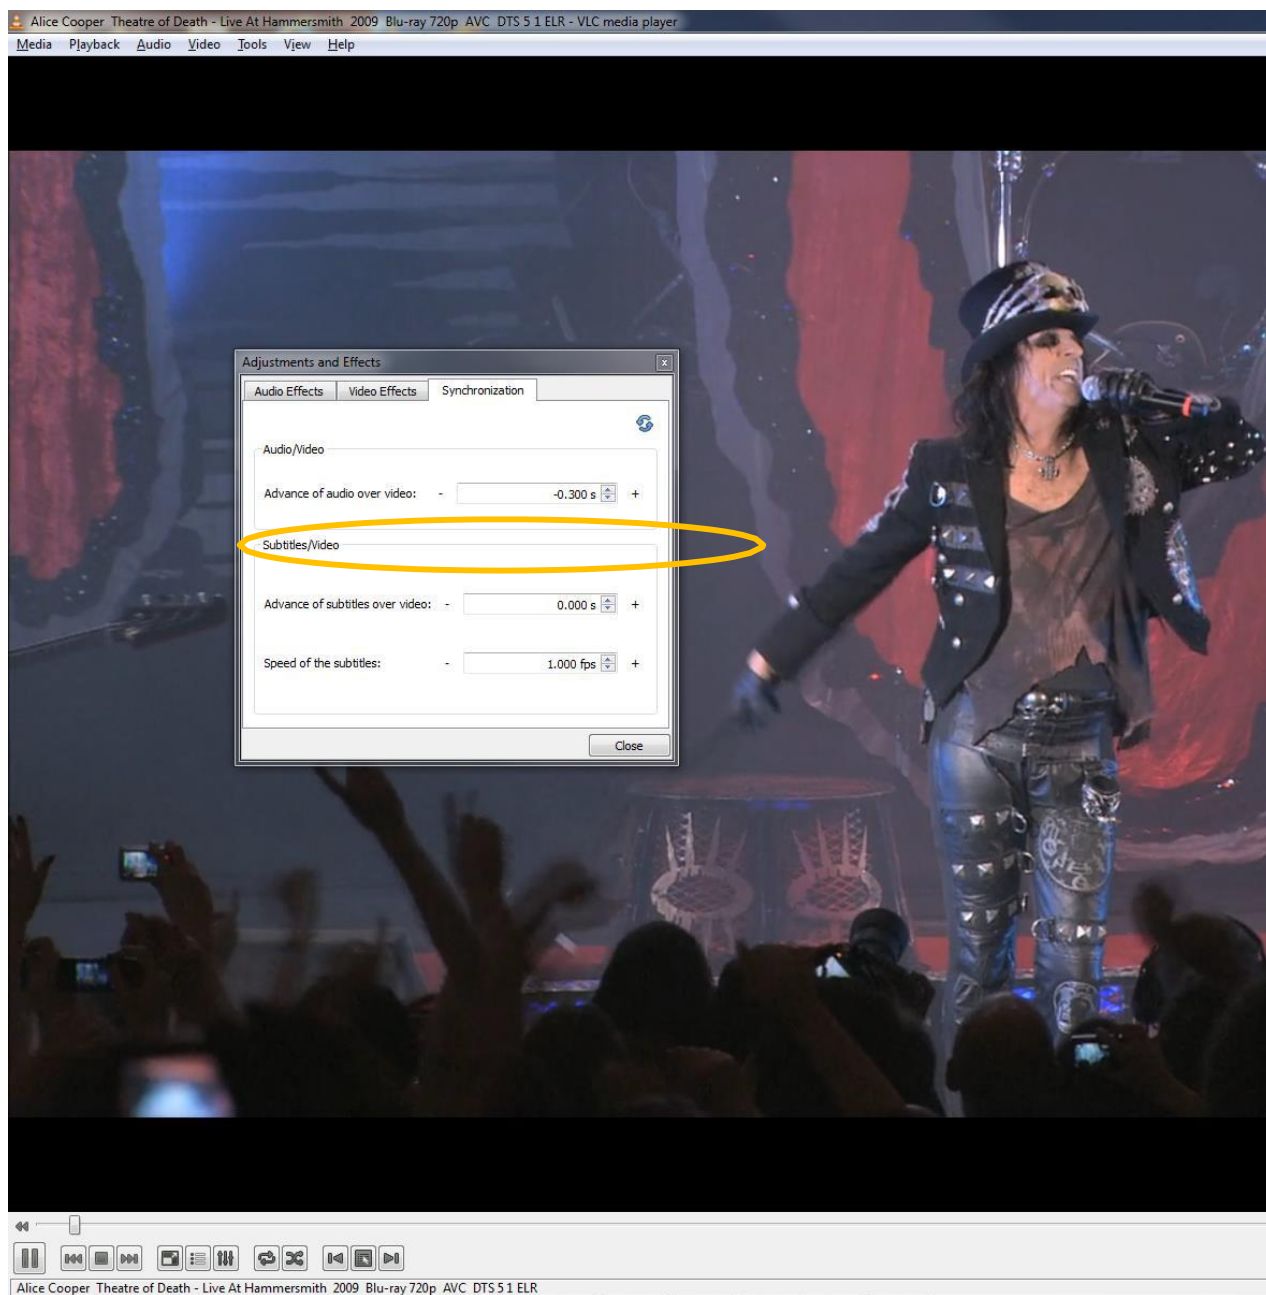 Alice Cooper Theatre of Death - Live At Hammersmith 2009 Blu-ray 720p AVC DTS 5 1 ELR - VLC media player
Media Playback Audio Video Tools View Help
Adjustments and Effects
Audio Effects Video Effects Synchronization
Audio/Video
Advance of audio over video: - -0.300 s +
Subtitles/Video
Advance of subtitles over video: - 0.000 s +
Speed of the subtitles: - 1.000 fps +
Close
Alice Cooper Theatre of Death - Live At Hammersmith 2009 Blu-ray 720p AVC DTS 5 1 ELR